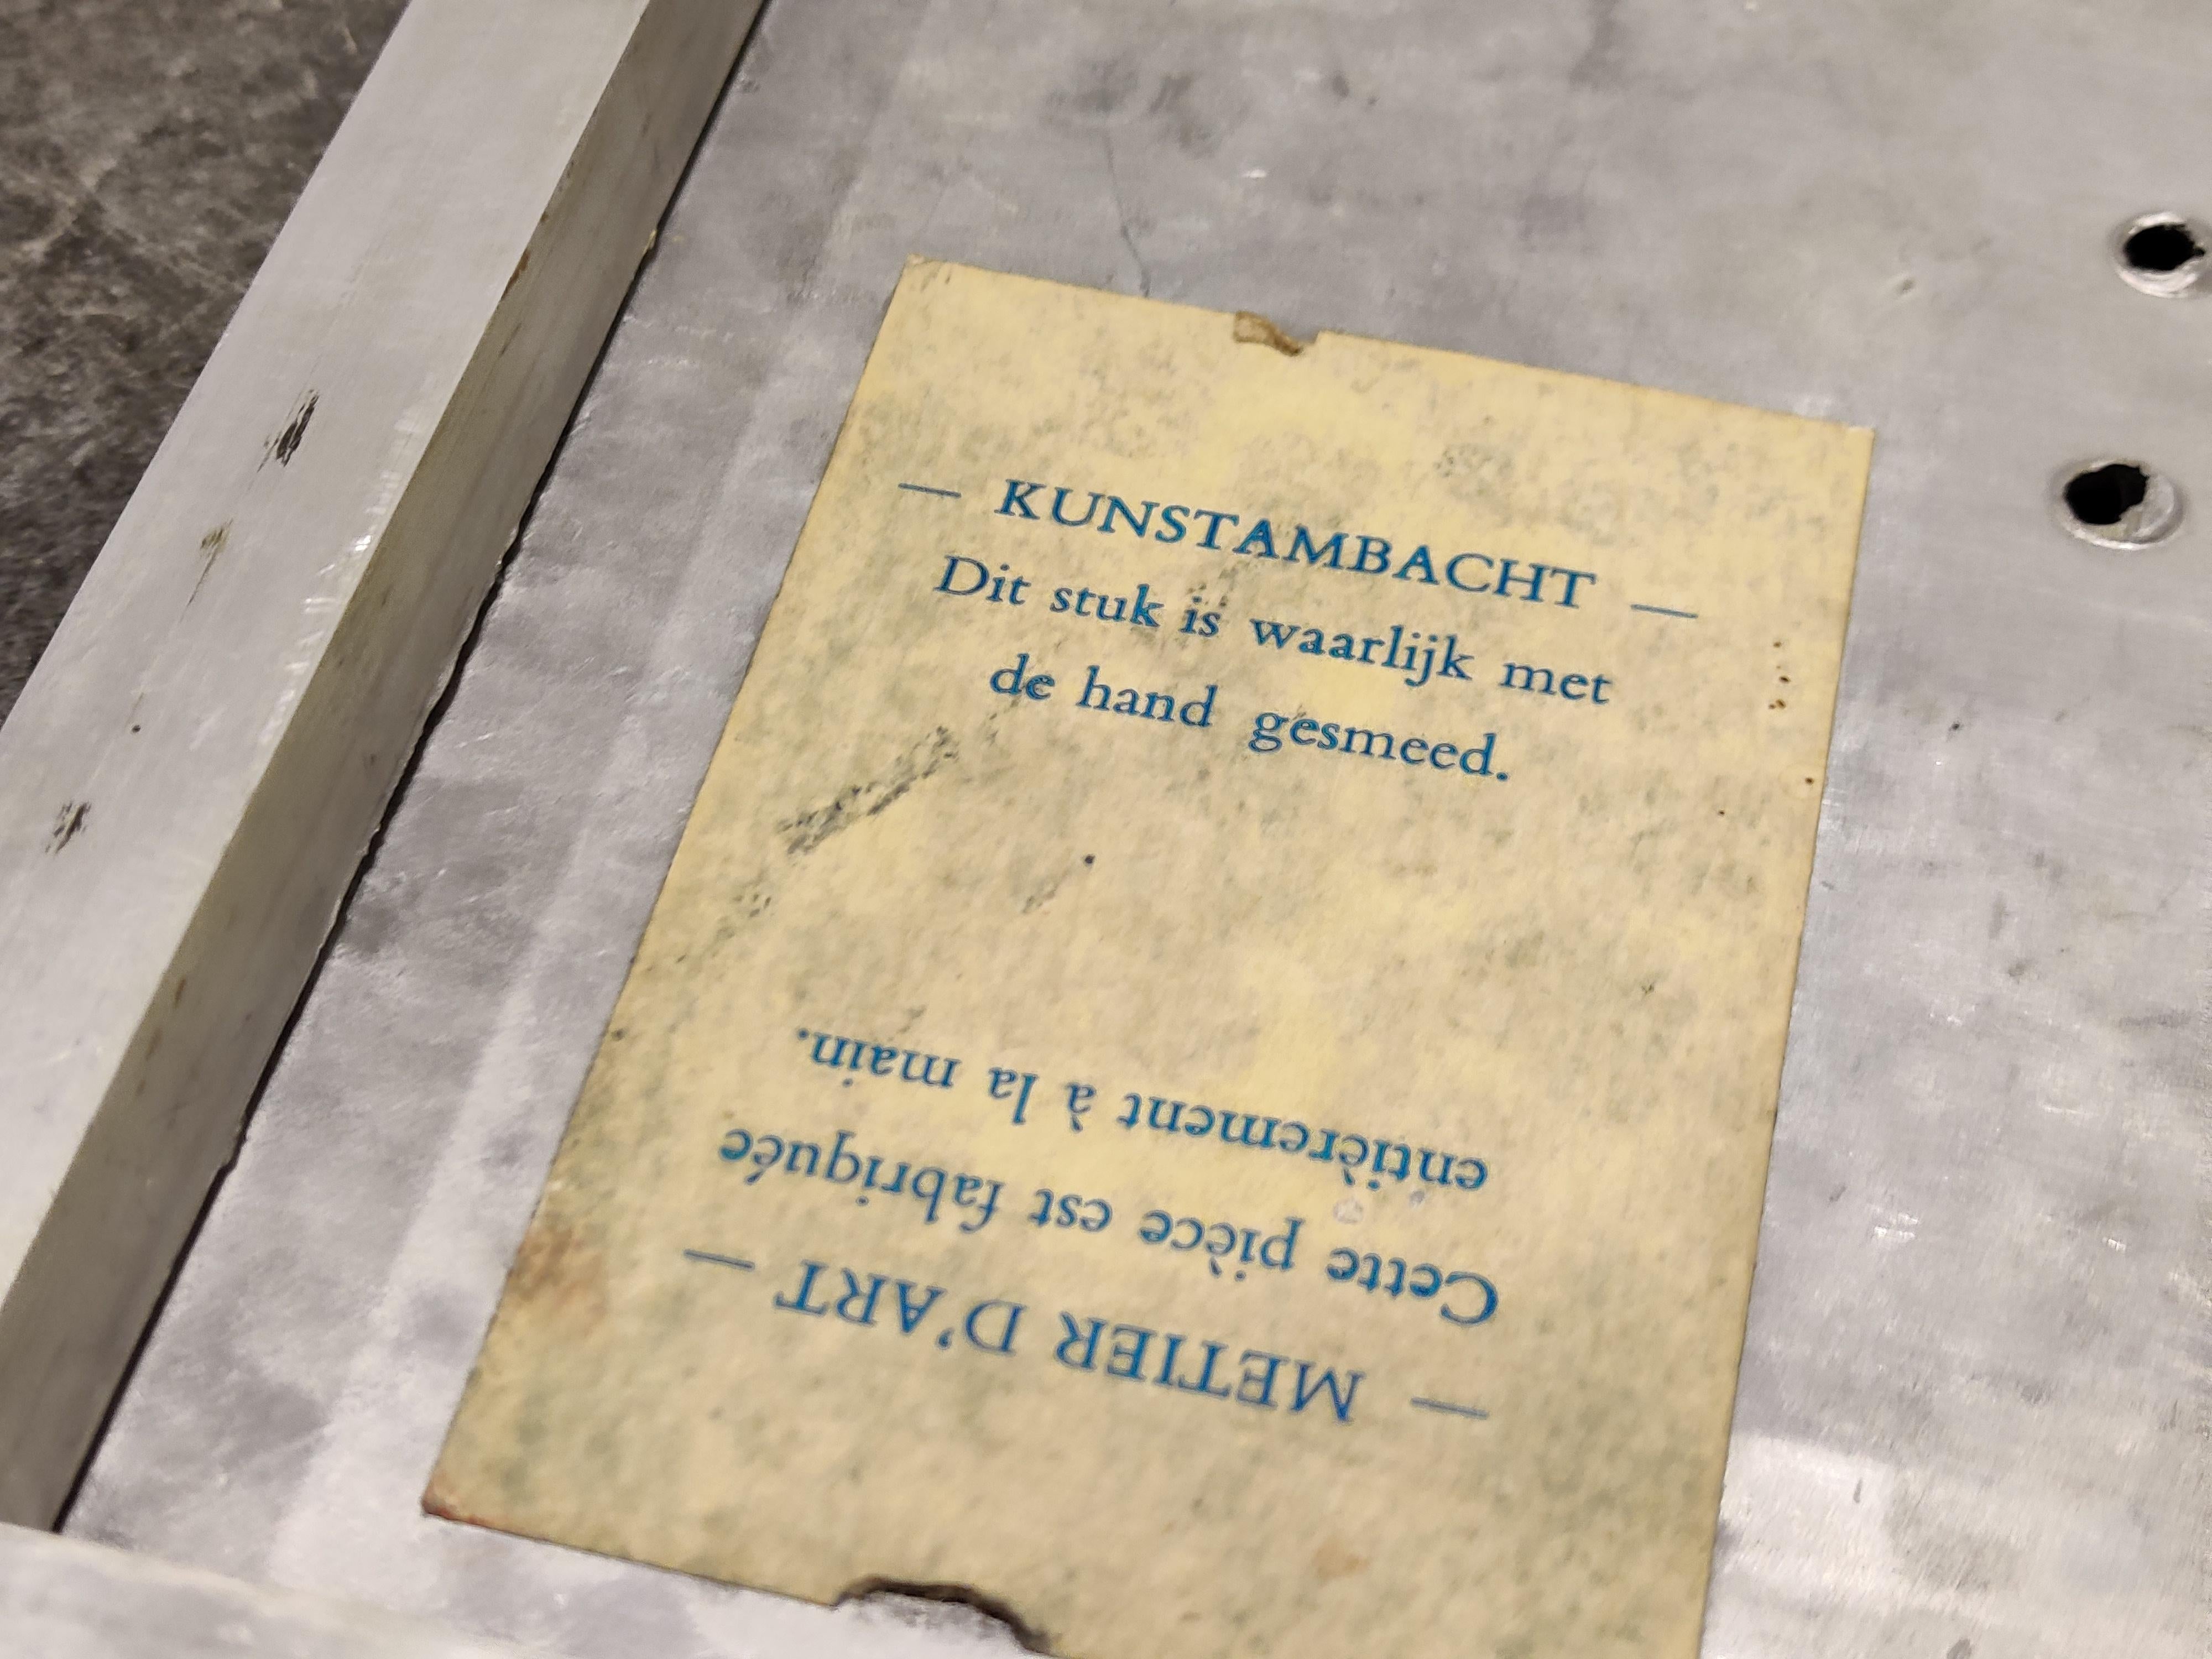 — KUNSTAMBACHT —
Dit stuk is waarlijk met
de hand gesmeed.
— METIER D'ART —
Cette pièce est fabriquée
entièrement à la main.